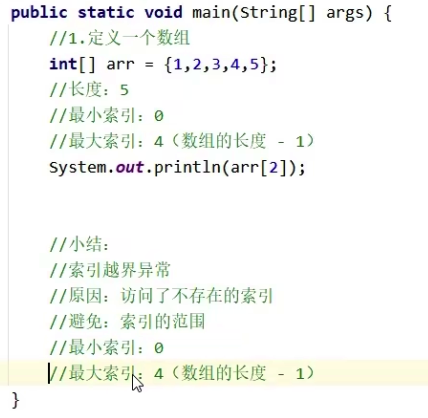 public static void main(String[] args) {
//1.定义一个数组
int[] arr = {1,2,3,4,5};
//长度：5
//最小索引：0
//最大索引：4（数组的长度 - 1）
System.out.println(arr[2]);
//小结：
//索引越界异常
//原因：访问了不存在的索引
//避免：索引的范围
//最小索引：0
//最大索引：4（数组的长度 - 1）
}